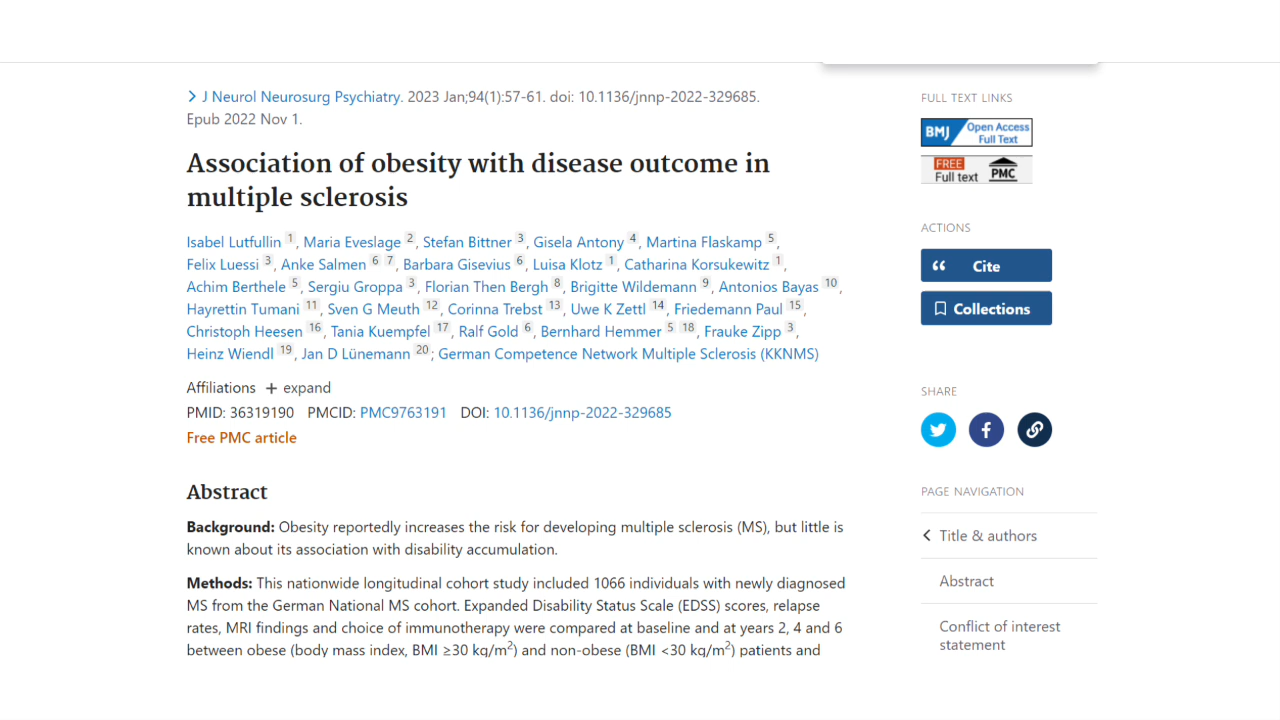 J Neurol Neurosurg Psychiatry. 2023 Jan;94(1):57-61. doi: 10.1136/jnnp-2022-329685.
Epub 2022 Nov 1.
Association of obesity with disease outcome in
multiple sclerosis
Isabel Lutfullin 1, Maria Eveslage 2, Stefan Bittner 3, Gisela Antony 4, Martina Flaskamp 5,
Felix Luessi 3, Anke Salmen 6 7, Barbara Gisevius 6, Luisa Klotz 1, Catharina Korsukewitz 1,
Achim Berthele 5, Sergiu Groppa 3, Florian Then Bergh 8, Brigitte Wildemann 9, Antonios Bayas 10,
Hayrettin Tumani 11, Sven G Meuth 12, Corinna Trebst 13, Uwe K Zettl 14, Friedemann Paul 15,
Christoph Heesen 16, Tania Kuempfel 17, Ralf Gold 6, Bernhard Hemmer 5 18, Frauke Zipp 3,
Heinz Wiendl 19, Jan D Lünemann 20; German Competence Network Multiple Sclerosis (KKNMS)
Affiliations + expand
PMID: 36319190 PMCID: PMC9763191 DOI: 10.1136/jnnp-2022-329685
Free PMC article
Abstract
Background: Obesity reportedly increases the risk for developing multiple sclerosis (MS), but little is
known about its association with disability accumulation.
Methods: This nationwide longitudinal cohort study included 1066 individuals with newly diagnosed
MS from the German National MS cohort. Expanded Disability Status Scale (EDSS) scores, relapse
rates, MRI findings and choice of immunotherapy were compared at baseline and at years 2, 4 and 6
between obese (body mass index, BMI ≥30 kg/m2) and non-obese (BMI <30 kg/m2) patients and
FULL TEXT LINKS
BMJ Open Access
Full Text
FREE
Full text PMC
ACTIONS
Cite
Collections
SHARE
PAGE NAVIGATION
Title & authors
Abstract
Conflict of interest
statement